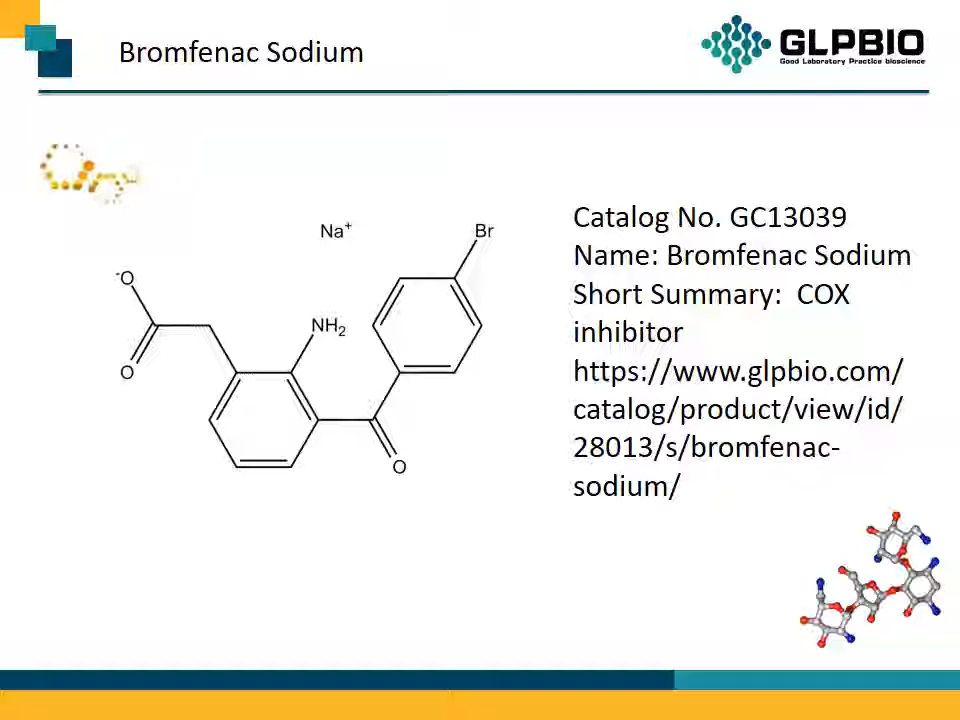 Bromfenac Sodium
GLPBIO
Good Laboratory Practice bioscience
Na+
Br
-O
NH2
O
O
Catalog No. GC13039
Name: Bromfenac Sodium
Short Summary:  COX
inhibitor
https://www.glpbio.com/
catalog/product/view/id/
28013/s/bromfenac-
sodium/